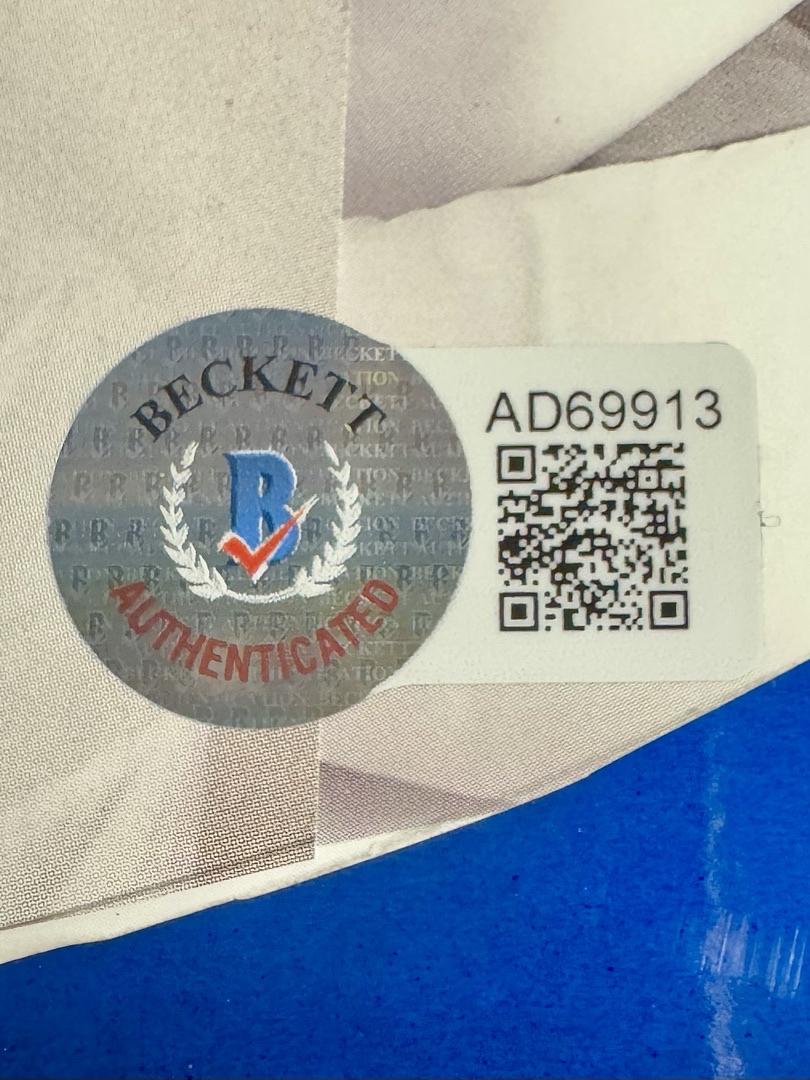 BECKETT
B
AUTHENTICATED
AD69913